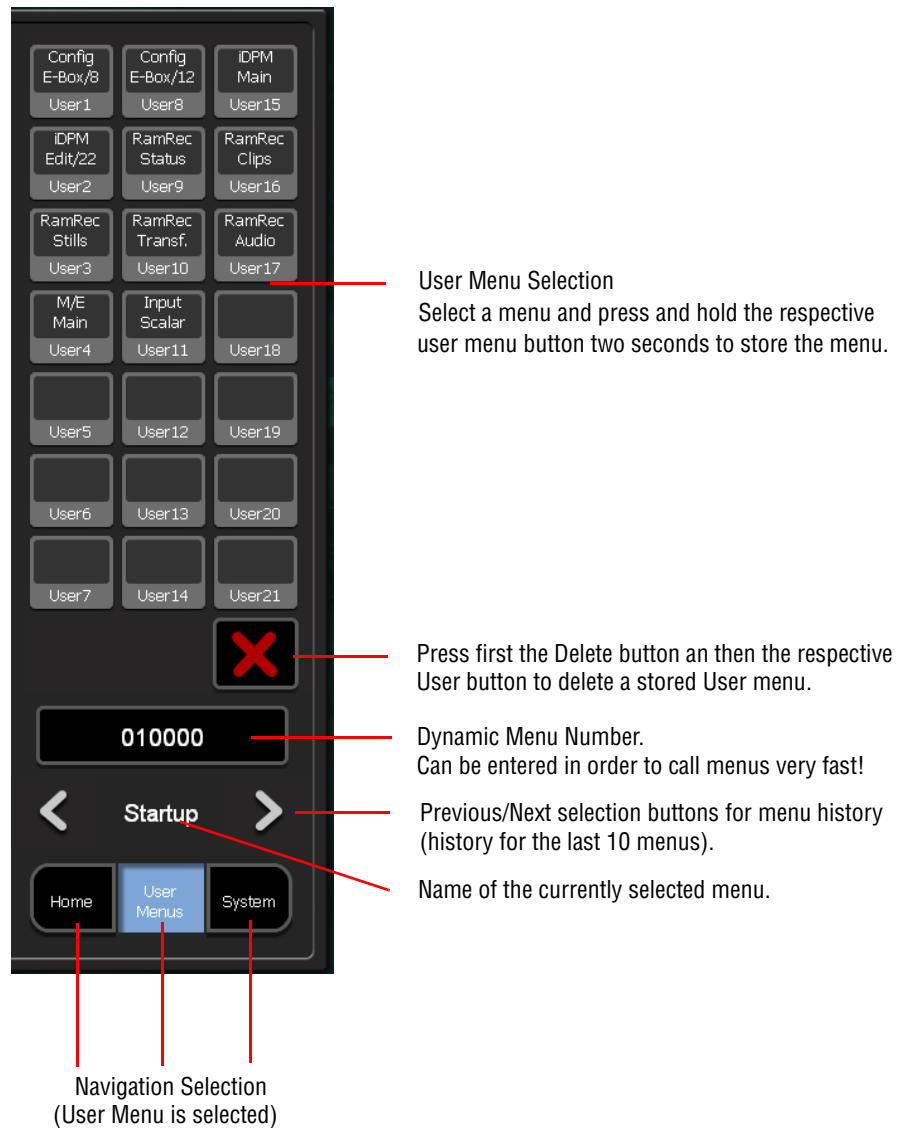 Config Config iDPM
E-Box/8 E-Box/12 Main
User1 User8 User15
iDPM RamRec RamRec
Edit/22 Status Clips
User2 User9 User16
RamRec RamRec RamRec
Stills Transf. Audio
User3 User10 User17
M/E Input
Main Scalar
User4 User11 User18
User5 User12 User19
User6 User13 User20
User7 User14 User21
User Menu Selection
Select a menu and press and hold the respective
user menu button two seconds to store the menu.
Press first the Delete button an then the respective
User button to delete a stored User menu.
010000
Dynamic Menu Number.
Can be entered in order to call menus very fast!
Startup
Previous/Next selection buttons for menu history
(history for the last 10 menus).
Name of the currently selected menu.
Home User System
Menus
Navigation Selection
(User Menu is selected)